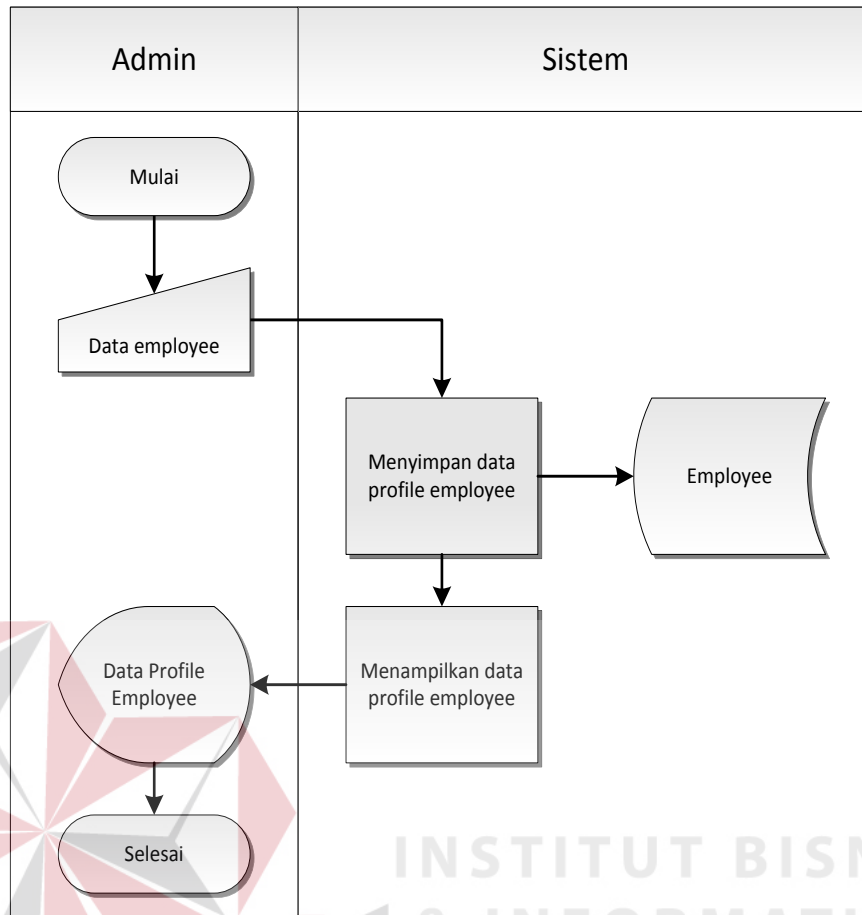 Admin
Sistem
Mulai
Data employee
Menyimpan data
profile employee
Employee
Data Profile
Employee
Menampilkan data
profile employee
Selesai
INSTITUT BISN
& INFORMATI